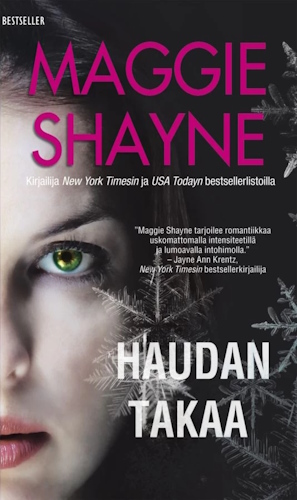 BESTSELLER
MAGGIE
SHAYNE
Kirjailija New York Timesin ja USA Todayn bestsellerlistoilla
"Maggie Shayne tarjoilee romantiikkaa
uskomattomalla intensiteetillä
ja lumoavalla intohimolla."
– Jayne Ann Krentz,
New York Timesin bestsellerkirjailija
HAUDAN
TAKAA